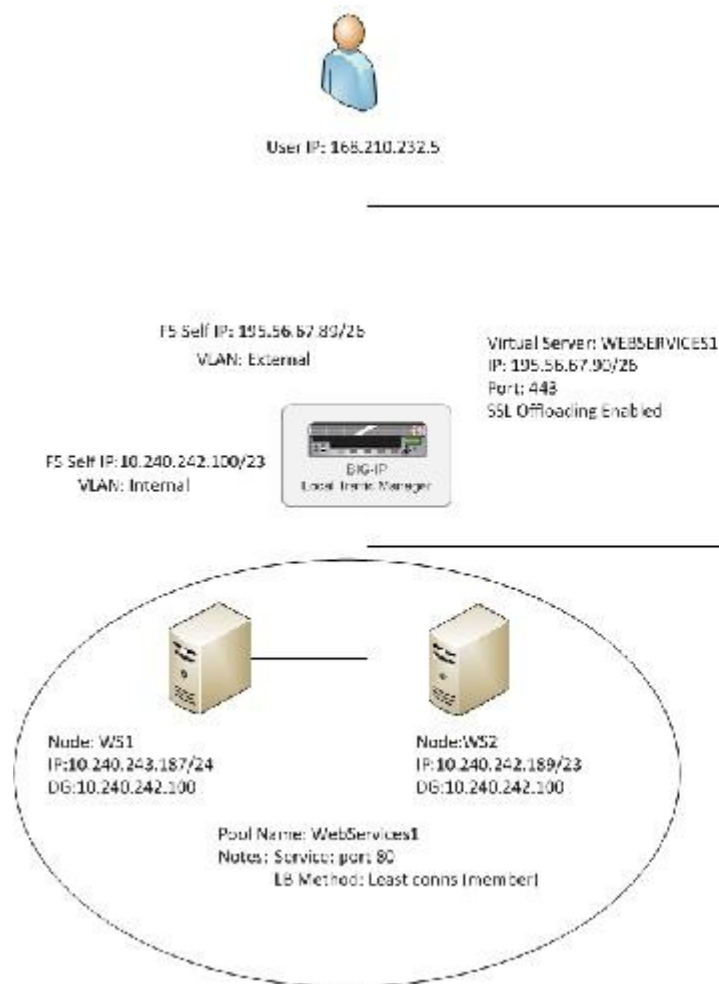 User IP: 168.210.232.5
F5 Self IP: 195.56.67.89/26
VLAN: External
Virtual Server: WEBSERVICES1
IP: 195.56.67.90/26
Port: 443
SSL Offloading Enabled
F5 Self IP:10.240.242.100/23
VLAN: Internal
BIG-IP
Local Traffic Manager
Node: WS1
IP:10.240.243.187/24
DG:10.240.242.100
Node:WS2
IP:10.240.242.189/23
DG:10.240.242.100
Pool Name: WebServices1
Notes: Service: port 80
LB Method: Least conns (member)